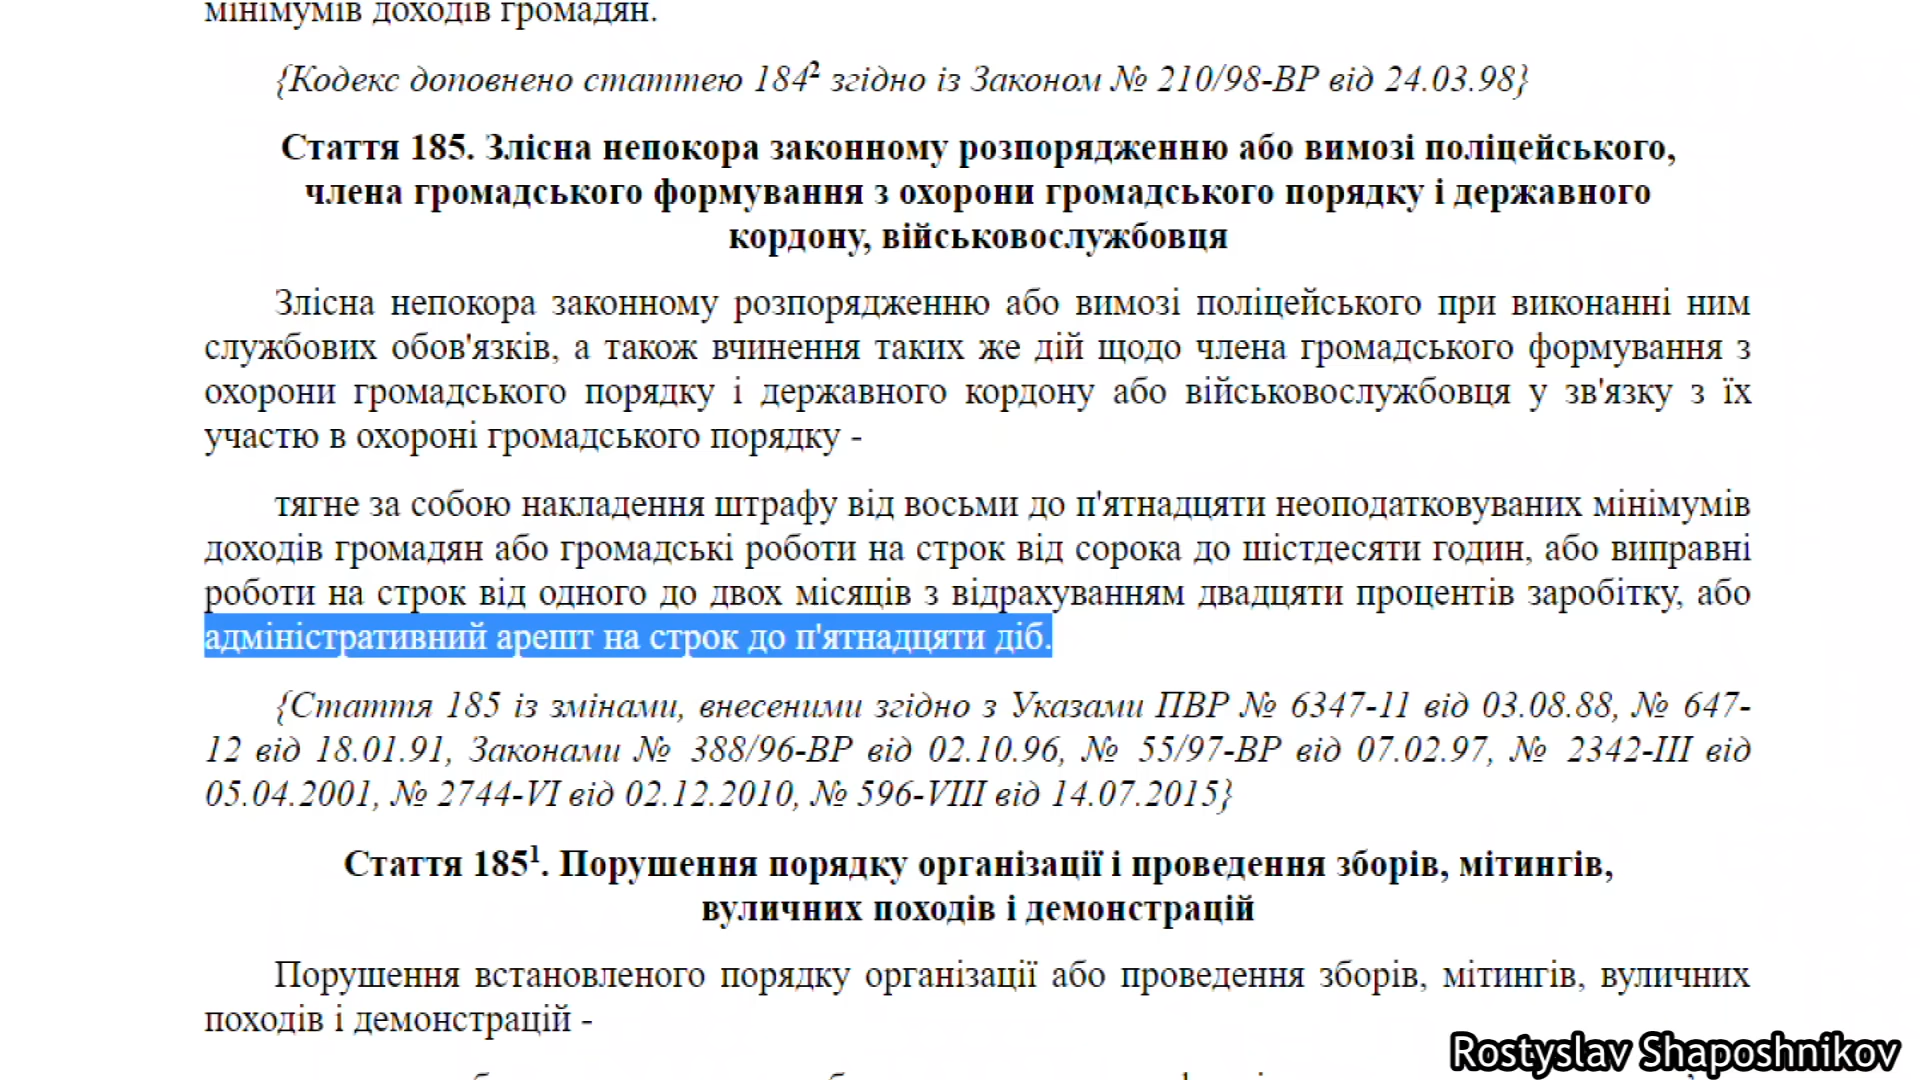 мінімумів доходів громадян.
{Кодекс доповнено статтею 184² згідно із Законом № 210/98-ВР від 24.03.98}
Стаття 185. Злісна непокора законному розпорядженню або вимозі поліцейського,
члена громадського формування з охорони громадського порядку і державного
кордону, військовослужбовця
Злісна непокора законному розпорядженню або вимозі поліцейського при виконанні ним
службових обов'язків, а також вчинення таких же дій щодо члена громадського формування з
охорони громадського порядку і державного кордону або військовослужбовця у зв'язку з їх
участю в охороні громадського порядку -
тягне за собою накладення штрафу від восьми до п'ятнадцяти неоподатковуваних мінімумів
доходів громадян або громадські роботи на строк від сорока до шістдесяти годин, або виправні
роботи на строк від одного до двох місяців з відрахуванням двадцяти процентів заробітку, або
адміністративний арешт на строк до п'ятнадцяти діб.
{Стаття 185 із змінами, внесеними згідно з Указами ПВР № 6347-11 від 03.08.88, № 647-
12 від 18.01.91, Законами № 388/96-ВР від 02.10.96, № 55/97-ВР від 07.02.97, № 2342-III від
05.04.2001, № 2744-VI від 02.12.2010, № 596-VIII від 14.07.2015}
Стаття 185¹. Порушення порядку організації і проведення зборів, мітингів,
вуличних походів і демонстрацій
Порушення встановленого порядку організації або проведення зборів, мітингів, вуличних
походів і демонстрацій -
Rostyslav Shaposhnikov